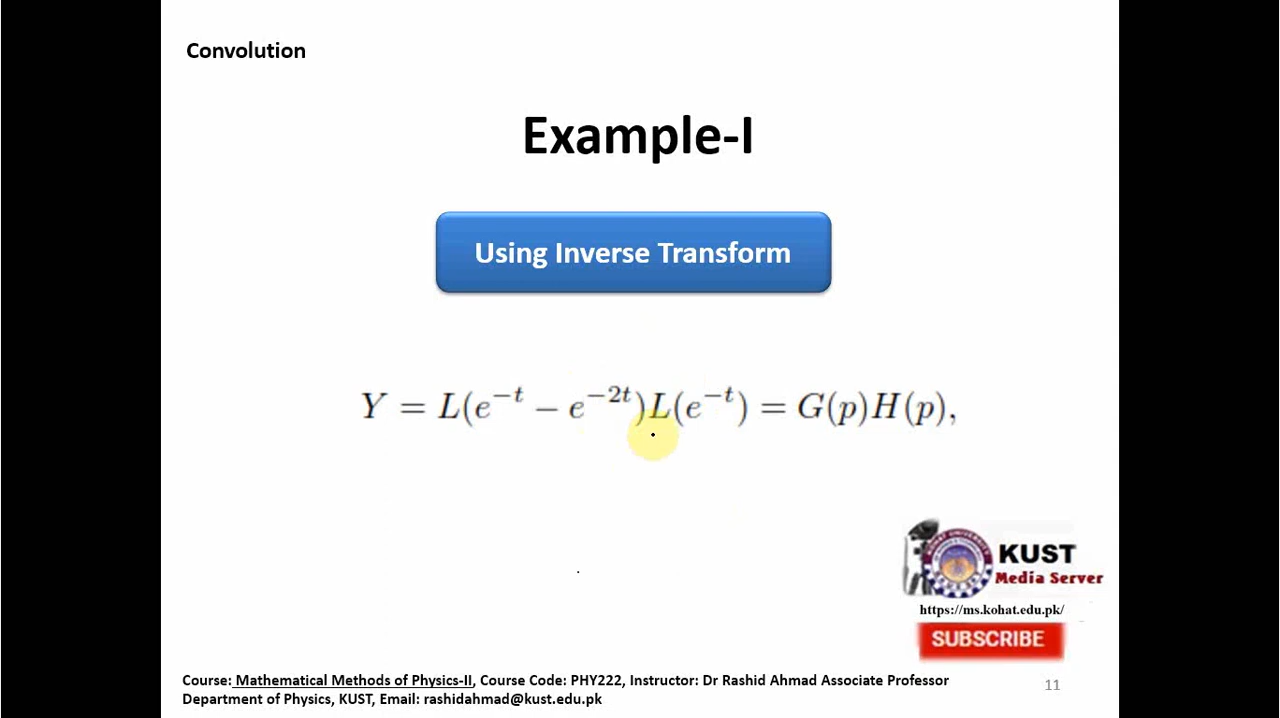 Convolution
Example-I
Using Inverse Transform
Y = L(e^{-t} − e^{-2t})L(e^{-t}) = G(p)H(p),
KUST
Media Server
https://ms.kohat.edu.pk/
SUBSCRIBE
Course: Mathematical Methods of Physics-II, Course Code: PHY222, Instructor: Dr Rashid Ahmad Associate Professor
Department of Physics, KUST, Email: rashidahmad@kust.edu.pk
11